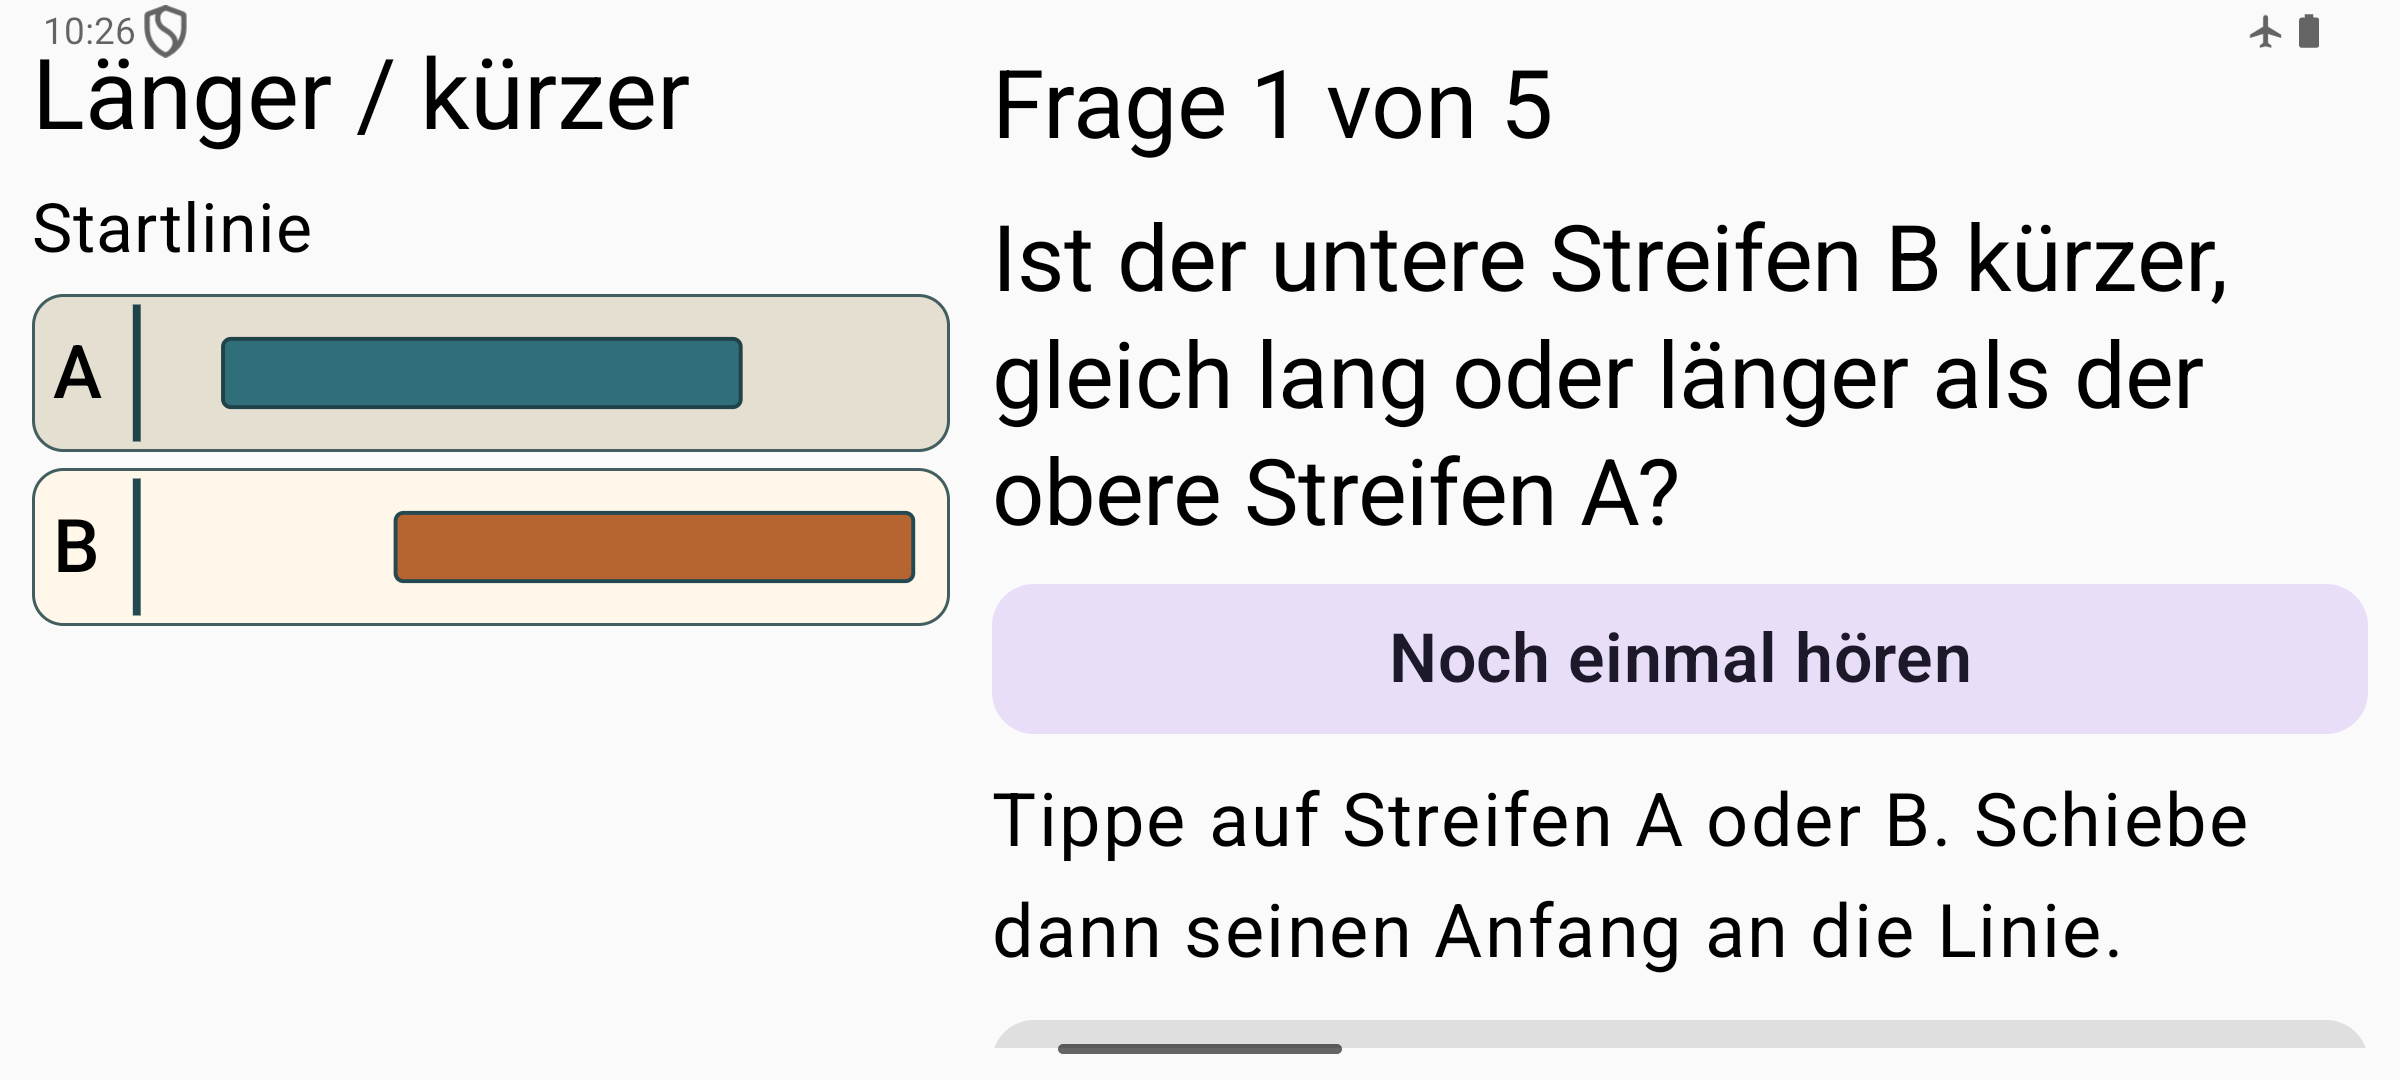 10:26
Länger / kürzer
Startlinie
A
B
Frage 1 von 5
Ist der untere Streifen B kürzer,
gleich lang oder länger als der
obere Streifen A?
Noch einmal hören
Tippe auf Streifen A oder B. Schiebe
dann seinen Anfang an die Linie.